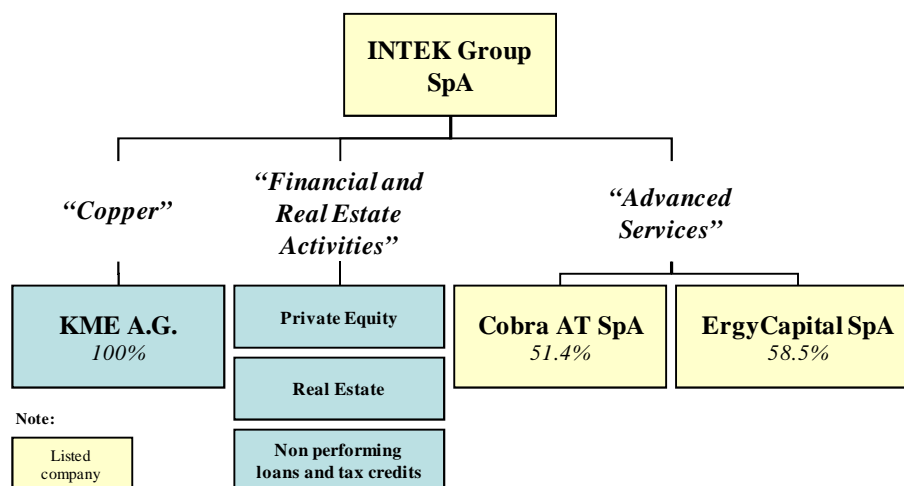 INTEK Group
SpA
“Copper”
“Financial and
Real Estate
Activities”
“Advanced
Services”
KME A.G.
100%
Private Equity
Real Estate
Non performing
loans and tax credits
Cobra AT SpA
51.4%
ErgyCapital SpA
58.5%
Note:
Listed
company